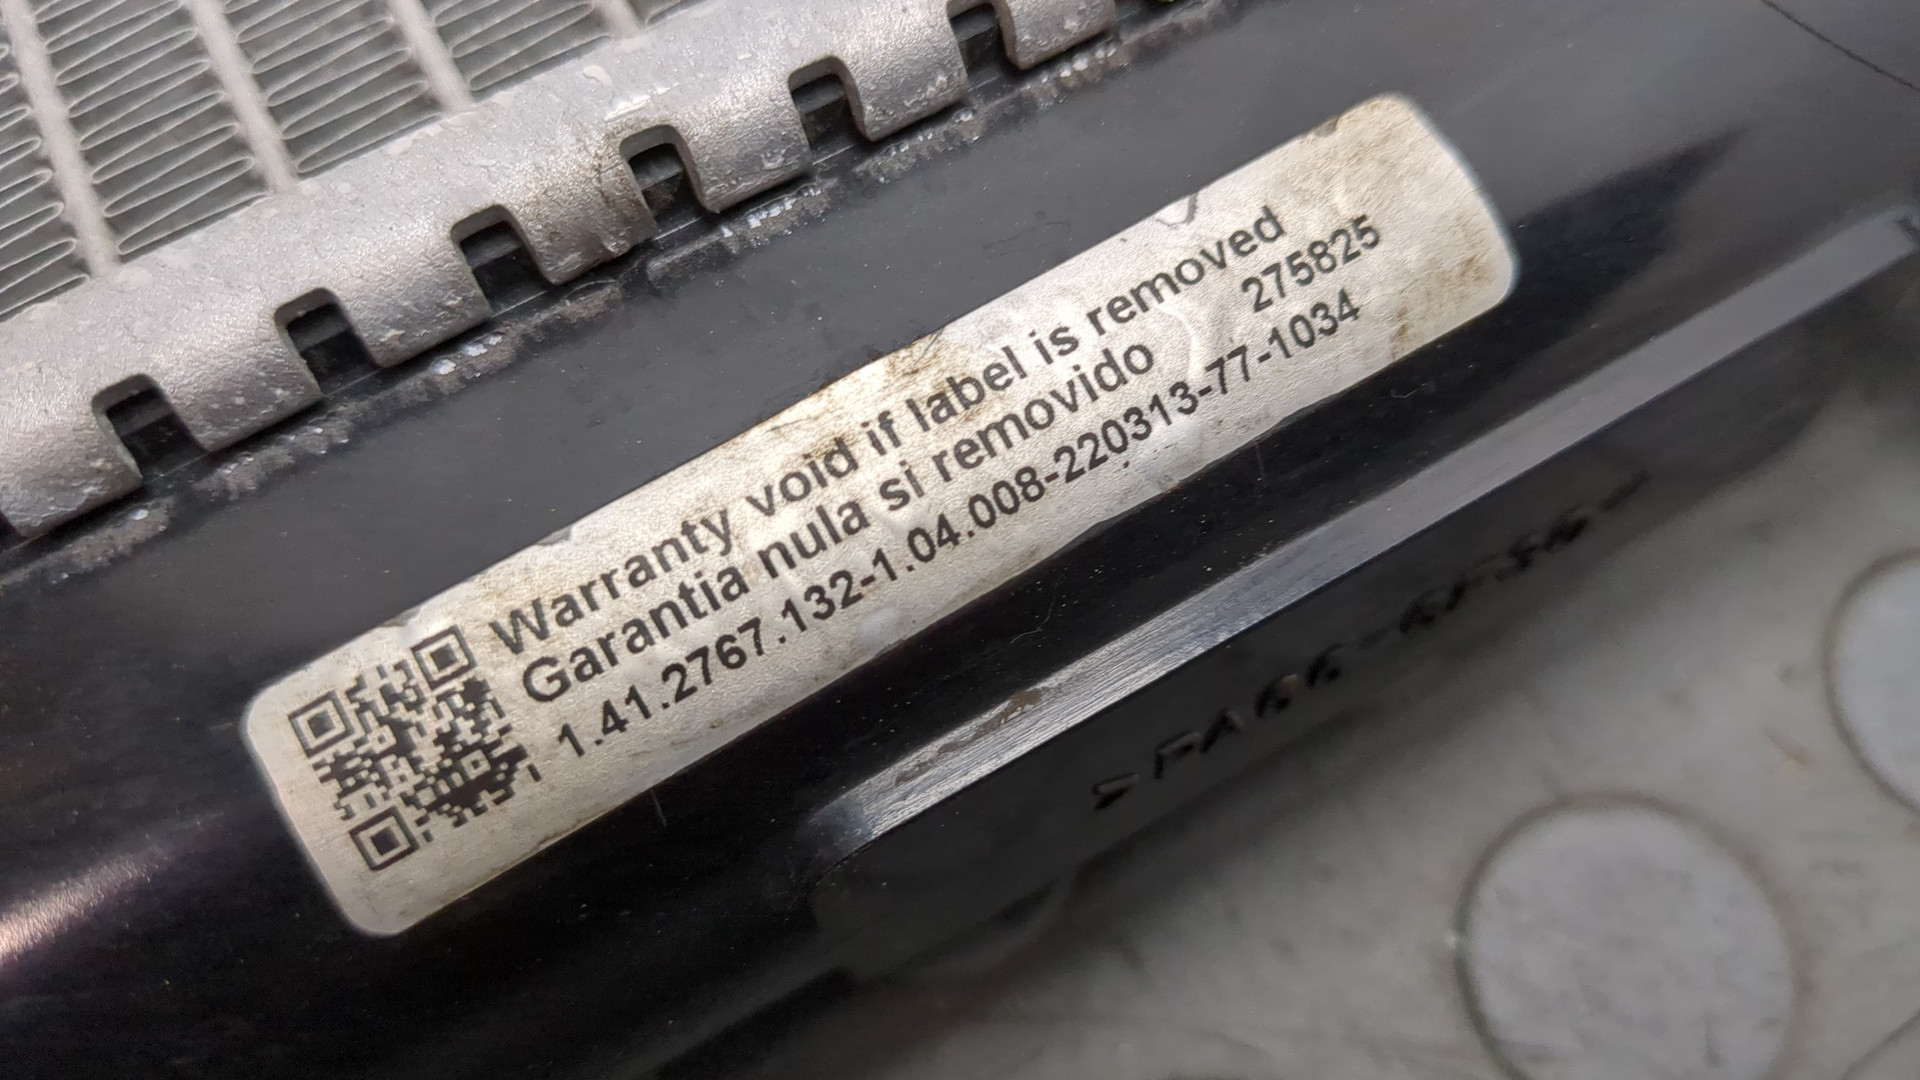 Warranty void if label is removed
Garantia nula si removido 275825
1.41.2767.132-1.04.008-220313-77-1034